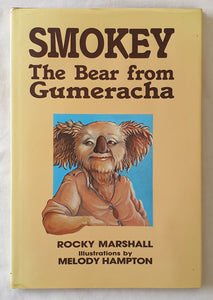 SMOKEY
The Bear from
Gumeracha
ROCKY MARSHALL
illustrations by
MELODY HAMPTON